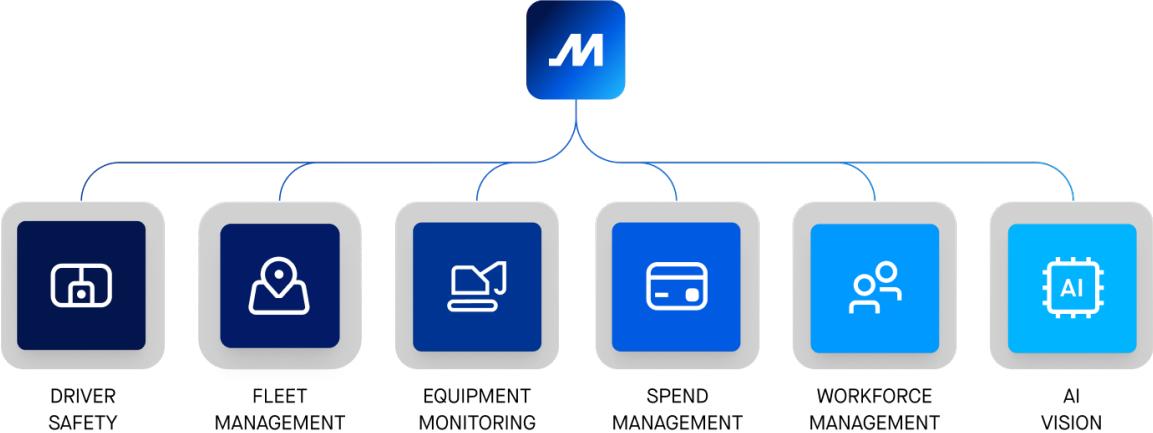 M
AI
DRIVER
SAFETY
FLEET
MANAGEMENT
EQUIPMENT
MONITORING
SPEND
MANAGEMENT
WORKFORCE
MANAGEMENT
AI
VISION